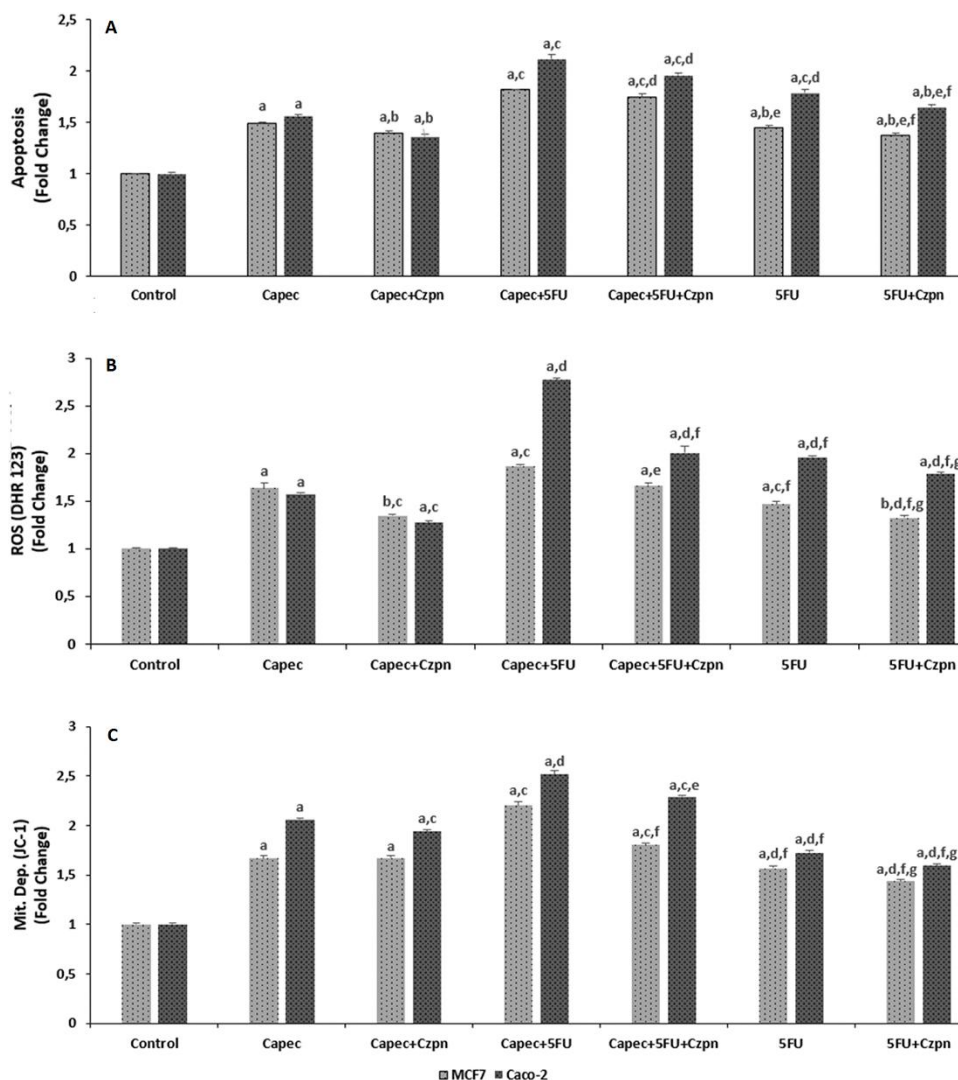 A
Apoptosis
(Fold Change)
2,5
2
1,5
1
0,5
0
a a a,b a,b a,c a,c a,c,d a,c,d a,b,e a,c,d a,b,e,f a,b,e,f
Control Capec Capec+Czpn Capec+5FU Capec+5FU+Czpn 5FU 5FU+Czpn
B
ROS (DHR 123)
(Fold Change)
3
2,5
2
1,5
1
0,5
0
a a b,c a,c a,c a,d a,e a,d,f a,c,f a,d,f b,d,f,g a,d,f,g
Control Capec Capec+Czpn Capec+5FU Capec+5FU+Czpn 5FU 5FU+Czpn
C
Mit. Dep. (JC-1)
(Fold Change)
3
2,5
2
1,5
1
0,5
0
a a a a,c a,c a,d a,c,f a,c,e a,d,f a,d,f a,d,f,g a,d,f,g
Control Capec Capec+Czpn Capec+5FU Capec+5FU+Czpn 5FU 5FU+Czpn
MCF7 Caco-2